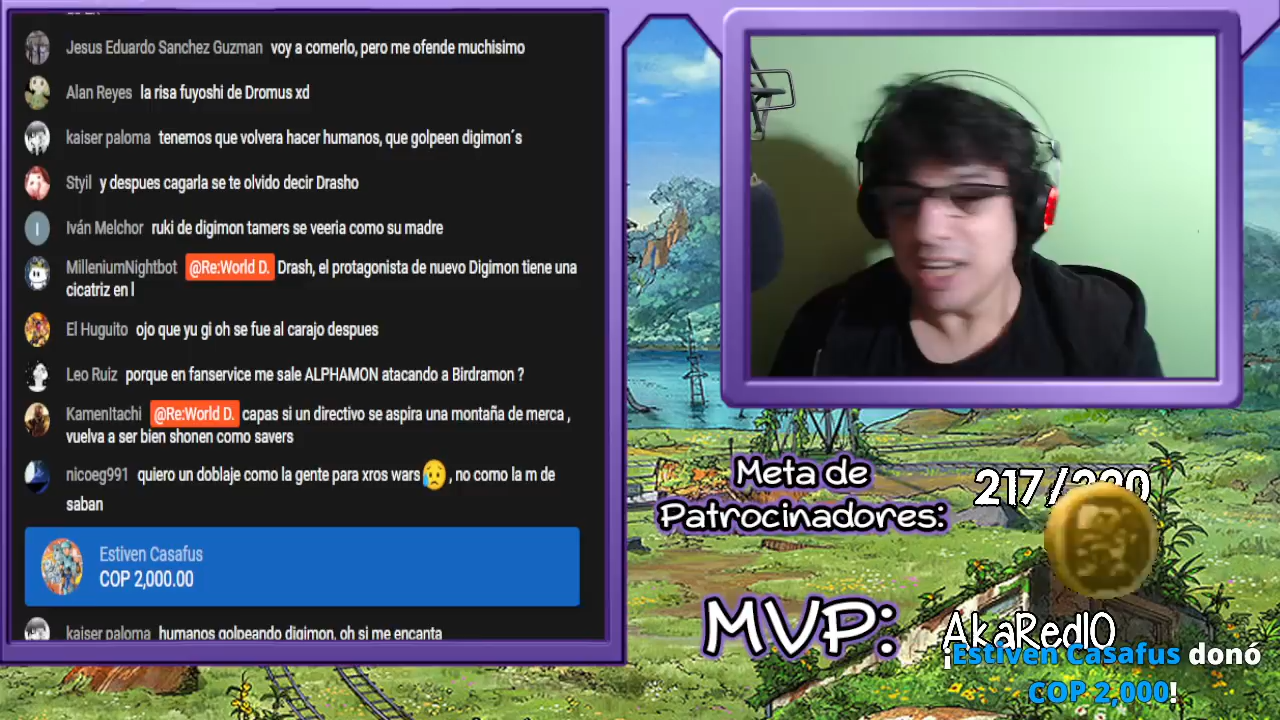 Jesus Eduardo Sanchez Guzman voy a comerlo, pero me ofende muchisimo
Alan Reyes la risa fuyoshi de Dromus xd
kaiser paloma tenemos que volvera hacer humanos, que golpeen digimon´s
Styil y despues cagarla se te olvido decir Drasho
I
Iván Melchor ruki de digimon tamers se veeria como su madre
MilleniumNightbot @Re:World D. Drash, el protagonista de nuevo Digimon tiene una
cicatriz en l
El Huguito ojo que yu gi oh se fue al carajo despues
Leo Ruiz porque en fanservice me sale ALPHAMON atacando a Birdramon ?
KamenItachi @Re:World D. capas si un directivo se aspira una montaña de merca ,
vuelva a ser bien shonen como savers
nicoeg991 quiero un doblaje como la gente para xros wars 😥, no como la m de
saban
Estiven Casafus
COP 2,000.00
kaiser paloma humanos golpeando digimon, oh si me encanta
Meta de
Patrocinadores:
217/220
MVP:
AkaRedIO
¡Estiven Casafus donó
COP 2,000!